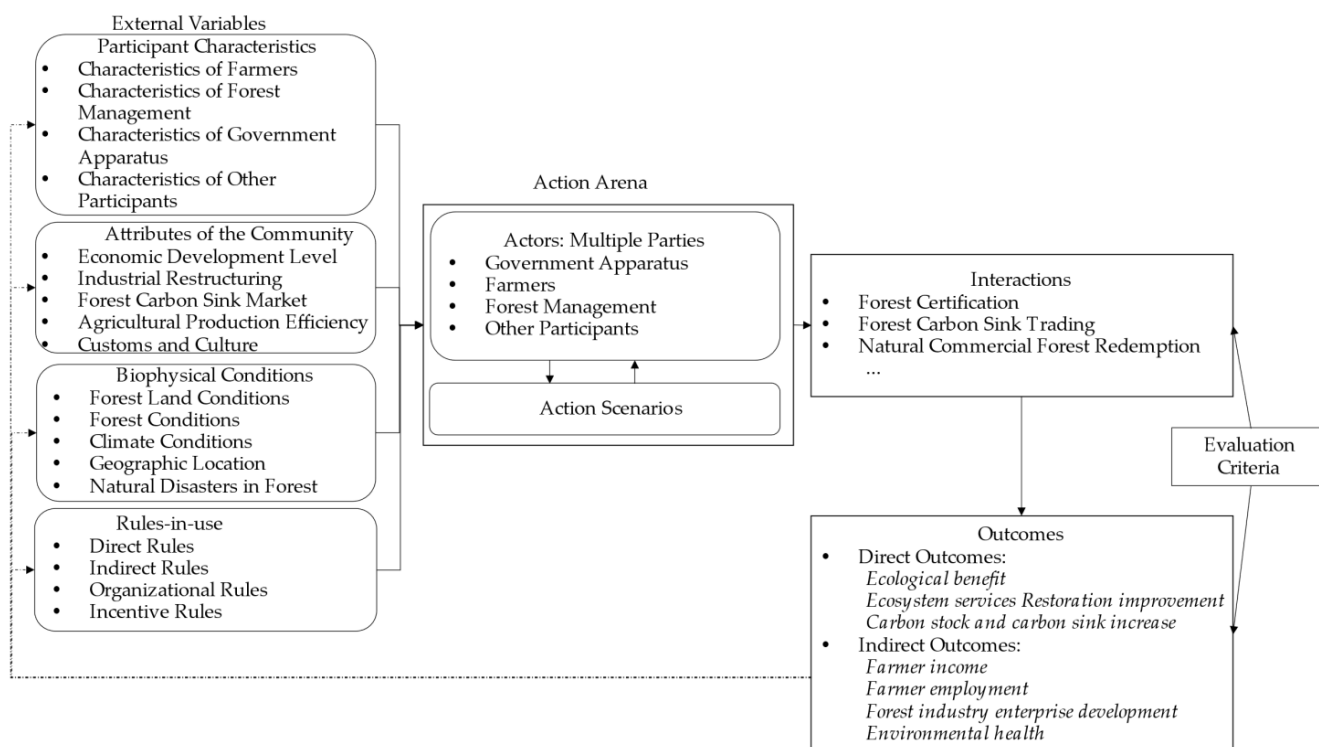 External Variables
Participant Characteristics
• Characteristics of Farmers
• Characteristics of Forest
Management
• Characteristics of Government
Apparatus
• Characteristics of Other
Participants
Attributes of the Community
• Economic Development Level
• Industrial Restructuring
• Forest Carbon Sink Market
• Agricultural Production Efficiency
• Customs and Culture
Biophysical Conditions
• Forest Land Conditions
• Forest Conditions
• Climate Conditions
• Geographic Location
• Natural Disasters in Forest
Rules-in-use
• Direct Rules
• Indirect Rules
• Organizational Rules
• Incentive Rules
Action Arena
Actors: Multiple Parties
• Government Apparatus
• Farmers
• Forest Management
• Other Participants
Action Scenarios
Interactions
• Forest Certification
• Forest Carbon Sink Trading
• Natural Commercial Forest Redemption
...
Evaluation
Criteria
Outcomes
• Direct Outcomes:
Ecological benefit
Ecosystem services Restoration improvement
Carbon stock and carbon sink increase
• Indirect Outcomes:
Farmer income
Farmer employment
Forest industry enterprise development
Environmental health